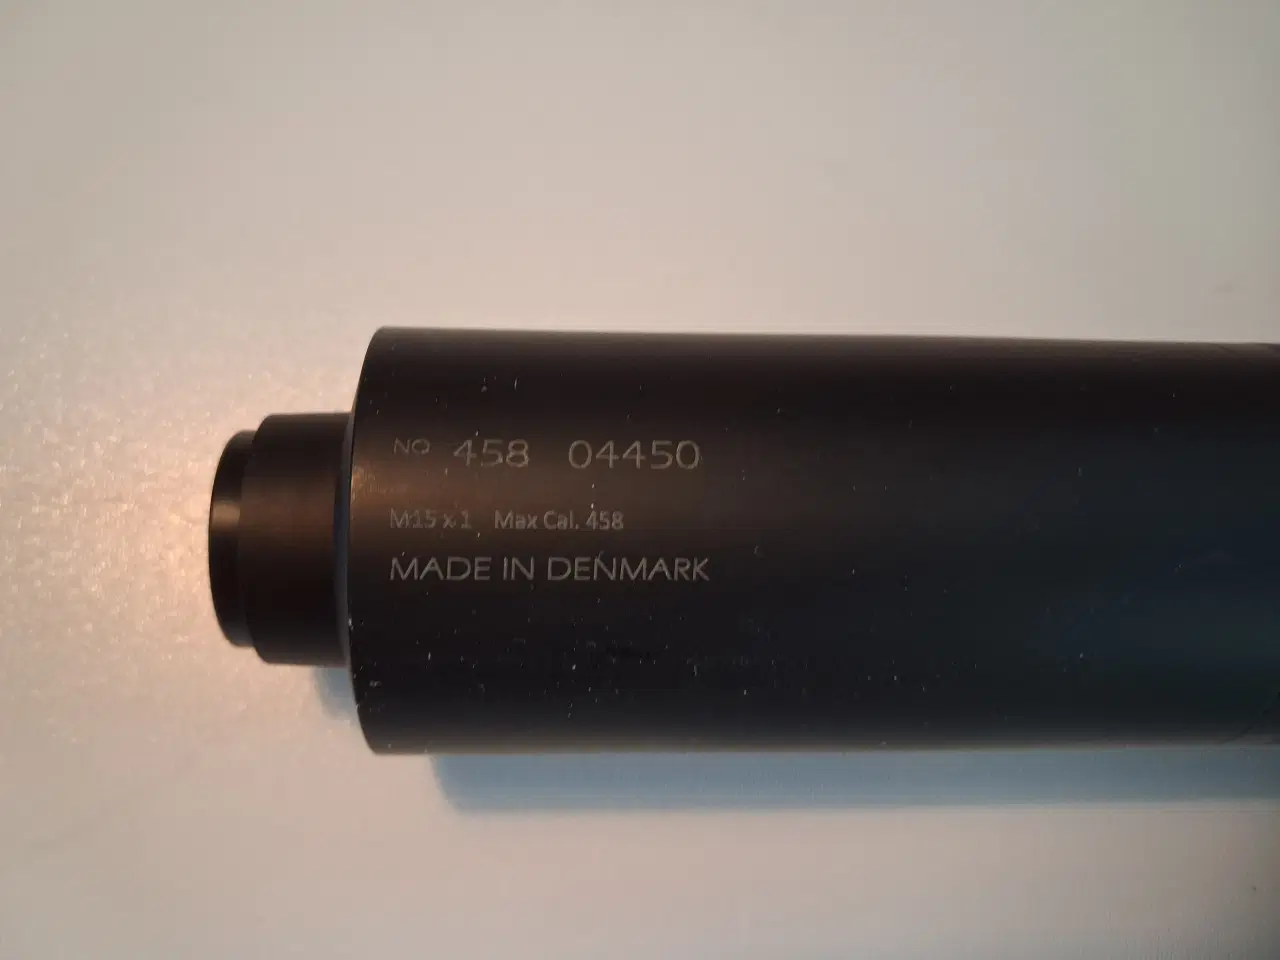 NO 458 04450
M15 x 1 Max Cal. 458
MADE IN DENMARK